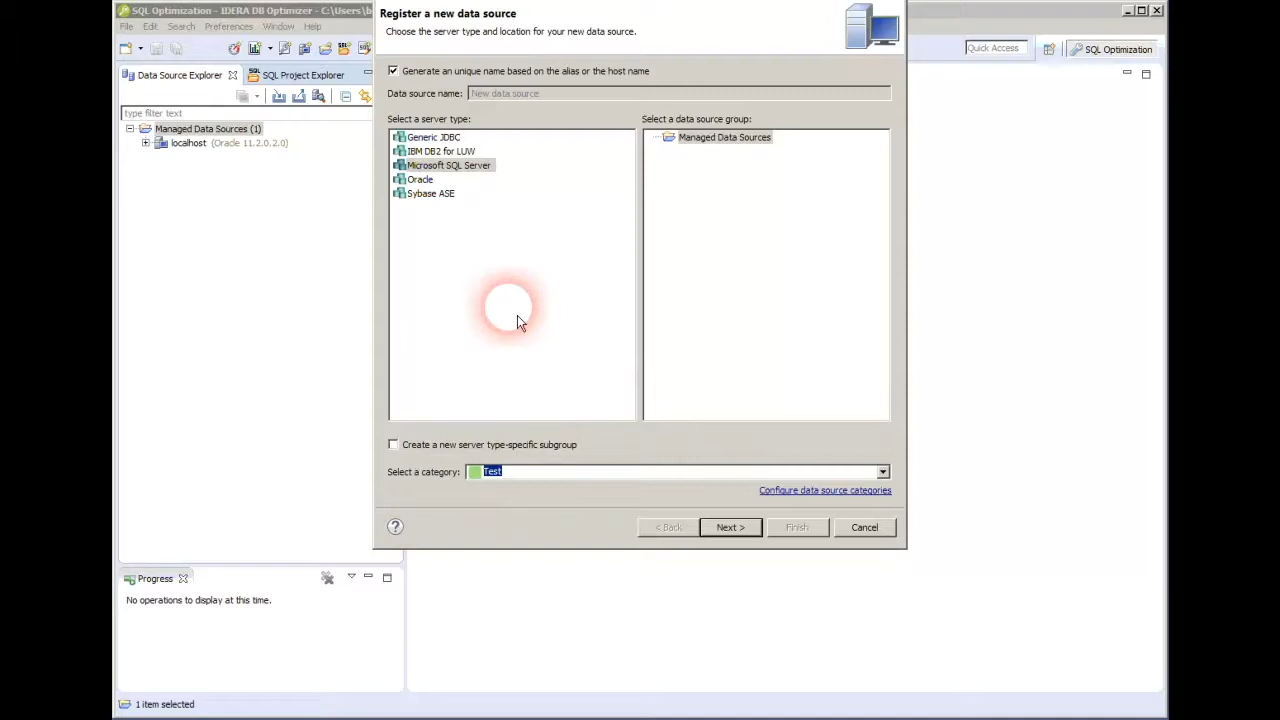 SQL Optimization - IDERA DB Optimizer - C:\Users\b
File Edit Search Preferences Window Help
Quick Access
SQL Optimization
Data Source Explorer
SQL Project Explorer
type filter text
Managed Data Sources (1)
localhost (Oracle 11.2.0.2.0)
Register a new data source
Choose the server type and location for your new data source.
Generate an unique name based on the alias or the host name
Data source name: New data source
Select a server type:
Generic JDBC
IBM DB2 for LUW
Microsoft SQL Server
Oracle
Sybase ASE
Select a data source group:
Managed Data Sources
Create a new server type-specific subgroup
Select a category: Test
Configure data source categories
? < Back Next > Finish Cancel
Progress
No operations to display at this time.
1 item selected